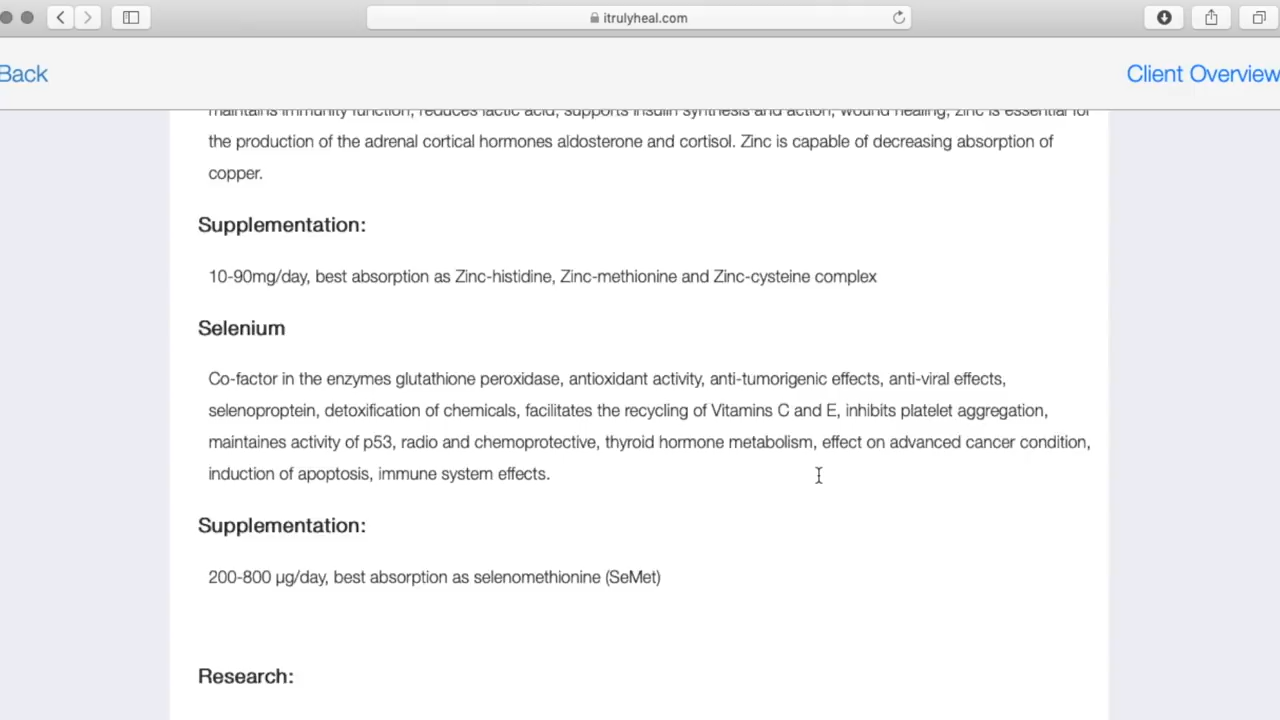 itrulyheal.com
Back
Client Overview
maintains immunity function, reduces lactic acid, supports insulin synthesis and action, wound healing, zinc is essential for
the production of the adrenal cortical hormones aldosterone and cortisol. Zinc is capable of decreasing absorption of
copper.
Supplementation:
10-90mg/day, best absorption as Zinc-histidine, Zinc-methionine and Zinc-cysteine complex
Selenium
Co-factor in the enzymes glutathione peroxidase, antioxidant activity, anti-tumorigenic effects, anti-viral effects,
selenoproptein, detoxification of chemicals, facilitates the recycling of Vitamins C and E, inhibits platelet aggregation,
maintaines activity of p53, radio and chemoprotective, thyroid hormone metabolism, effect on advanced cancer condition,
induction of apoptosis, immune system effects.
Supplementation:
200-800 µg/day, best absorption as selenomethionine (SeMet)
Research: